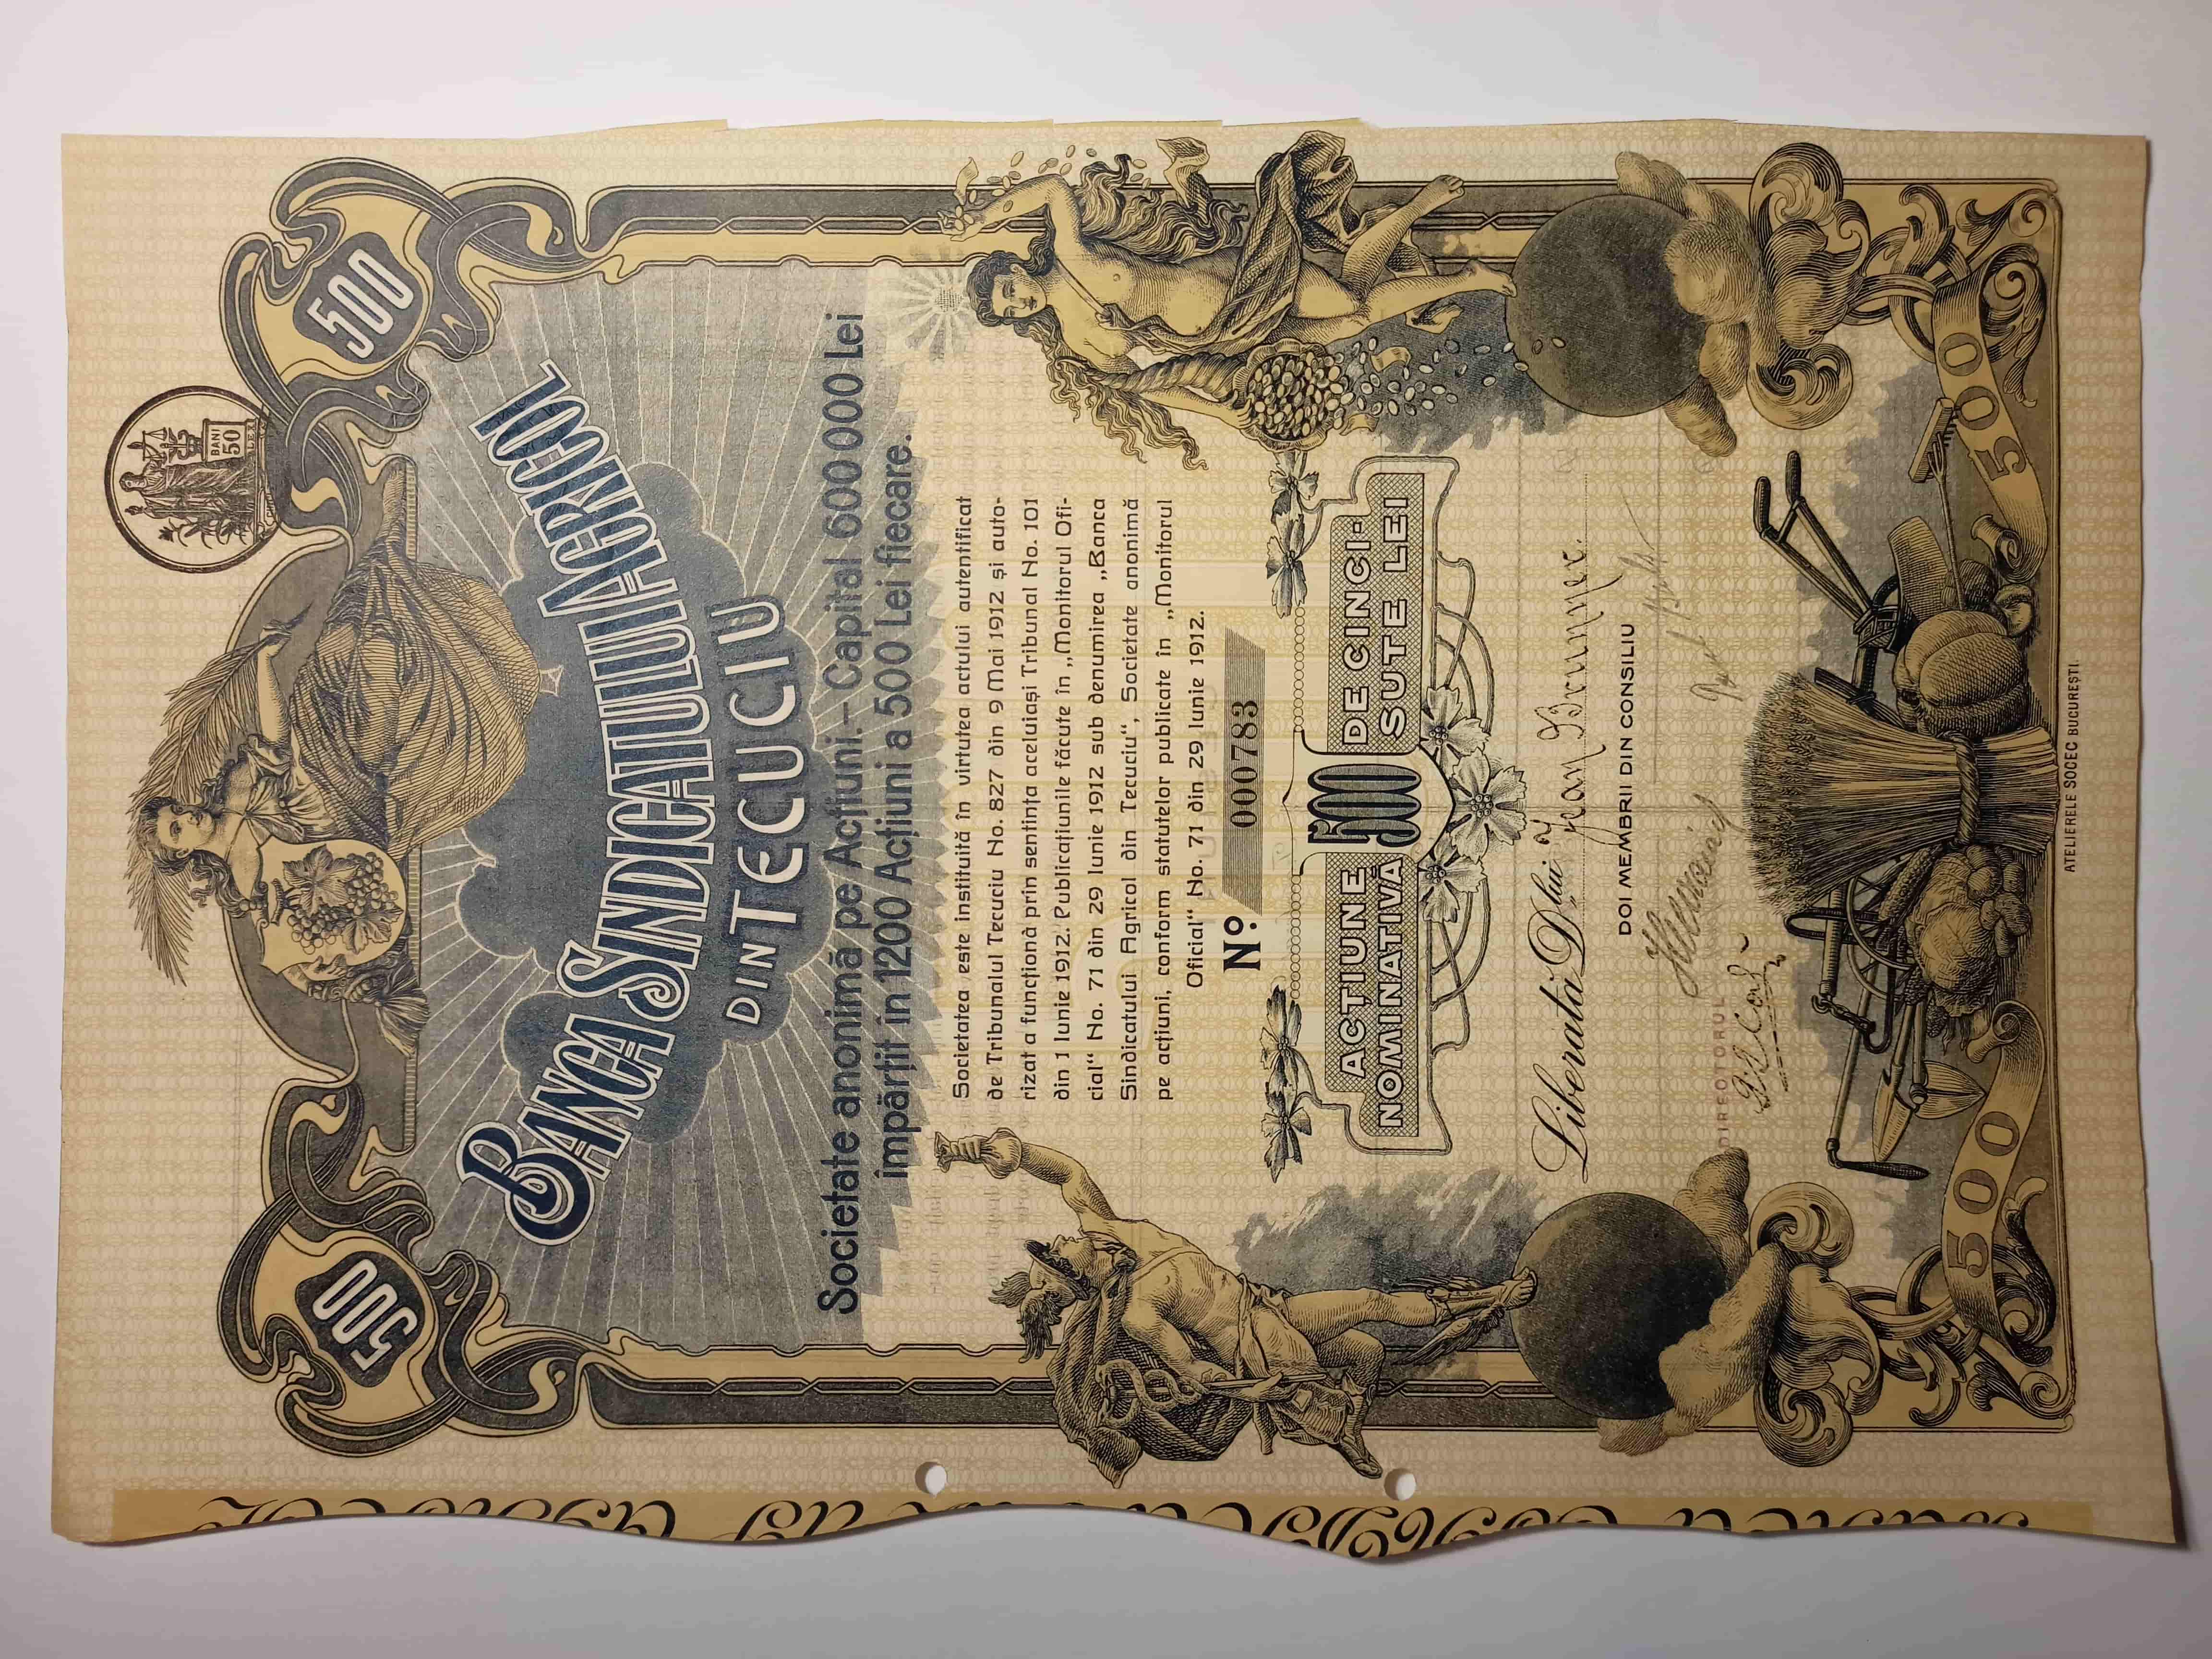 BANI
50
500
500
BANCA SINDICATULUI AGRICOL
DIN TECUCIU
Societate anonimă pe Acțiuni.– Capital 600 000 Lei
împărțit in 1200 Acțiuni a 500 Lei fiecare.
Societatea este instituită în virtutea actului autentificat
de Tribunalul Tecuciu No. 827 din 9 Mai 1912 și auto-
rizat a funcționà prin sentința aceluiași Tribunal No. 101
din 1 Iunie 1912. Publicațiunile făcute în „Monitorul Ofi-
cial“ No. 71 din 29 Iunie 1912 sub denumirea „Banca
Sindicatului Agricol din Tecuciu“, Societate anonimă
pe acțiuni, conform statutelor publicate în „Monitorul
Oficial“ No. 71 din 29 Iunie 1912.
No. 000783
ACȚIUNE NOMINATIVĂ 500 DE CINCI-SUTE LEI
Liberată Dlui Jean Brunner.
DOI MEMBRII DIN CONSILIU
DIRECTORUL
500
500
ATELIERELE SOCEC BUCUREȘTI.